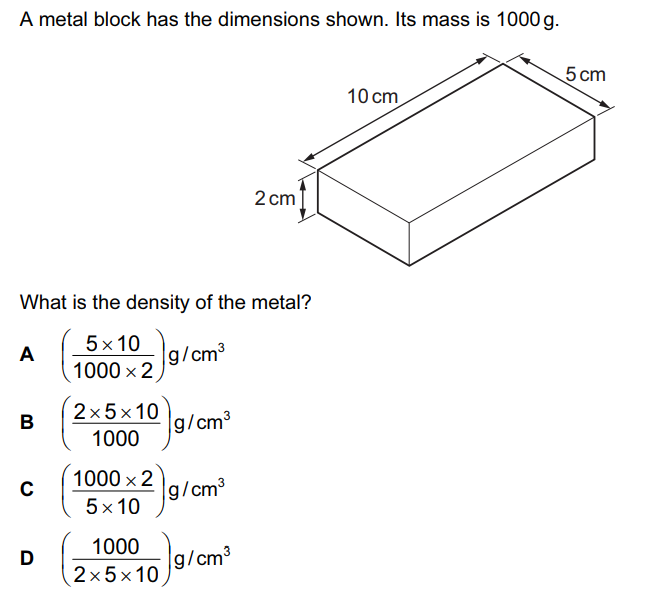 A metal block has the dimensions shown. Its mass is 1000 g.
5 cm
10 cm
2 cm
What is the density of the metal?
A (5 × 10 / 1000 × 2) g / cm³
B (2 × 5 × 10 / 1000) g / cm³
C (1000 × 2 / 5 × 10) g / cm³
D (1000 / 2 × 5 × 10) g / cm³